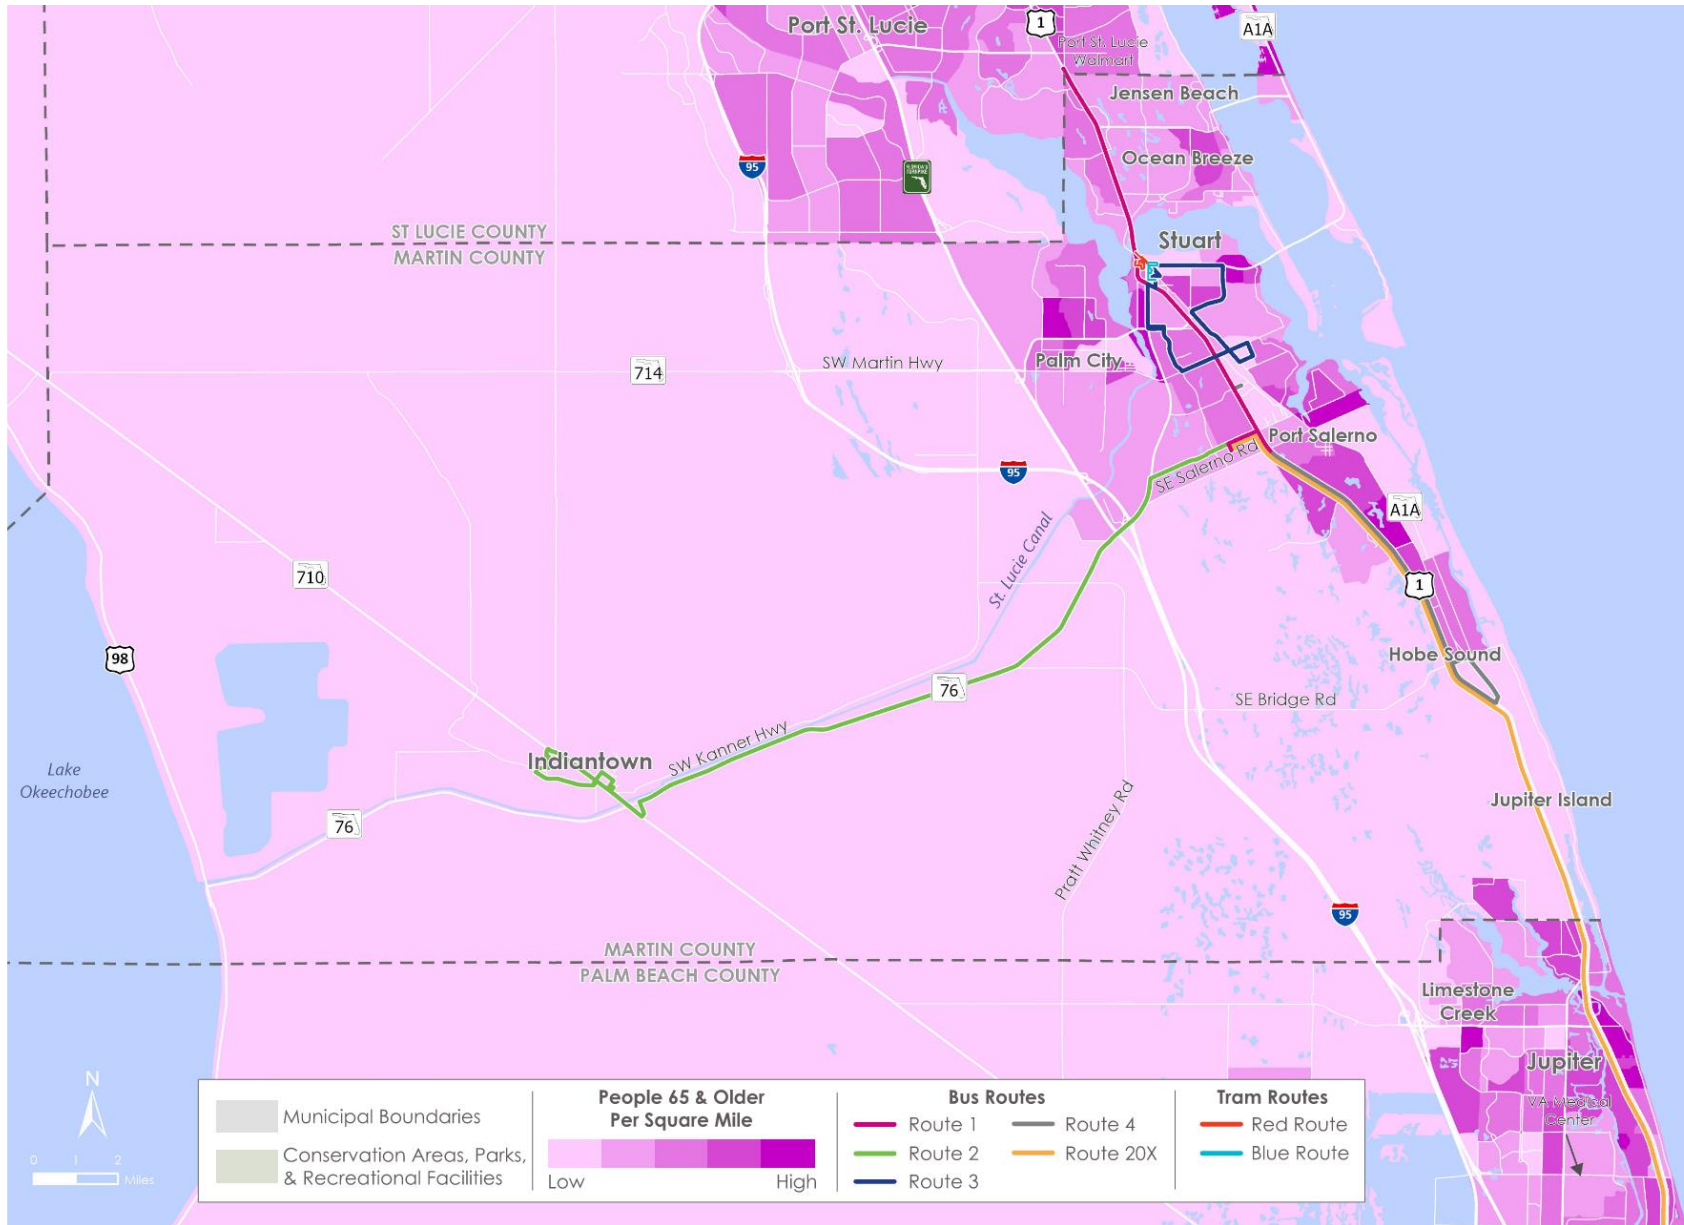 Port St. Lucie
1
A1A
Port St. Lucie
Walmart
Jensen Beach
Ocean Breeze
95
FLORIDA'S
TURNPIKE
ST LUCIE COUNTY
MARTIN COUNTY
Stuart
714
SW Martin Hwy
Palm City
Port Salerno
SE Salerno Rd
95
A1A
St. Lucie Canal
710
1
98
Hobe Sound
76
SE Bridge Rd
SW Kanner Hwy
Indiantown
Lake
Okeechobee
Jupiter Island
76
Pratt Whitney Rd
95
MARTIN COUNTY
PALM BEACH COUNTY
Limestone
Creek
Jupiter
VA Medical
Center
N
0 1 2
Miles
Municipal Boundaries
Conservation Areas, Parks,
& Recreational Facilities
People 65 & Older
Per Square Mile
Low High
Bus Routes
Route 1
Route 2
Route 3
Route 4
Route 20X
Tram Routes
Red Route
Blue Route